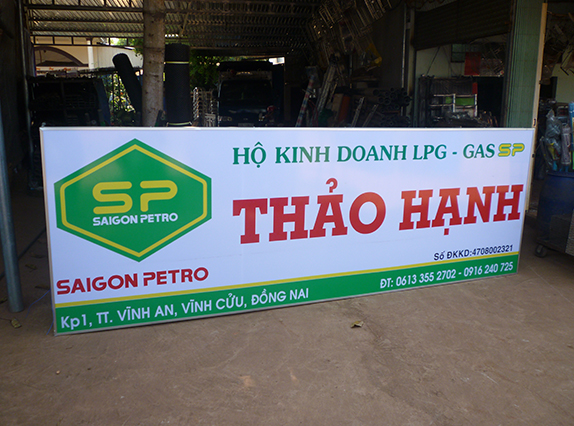 SP
SAIGON PETRO
SAIGON PETRO
HỘ KINH DOANH LPG - GAS SP
THẢO HẠNH
Số ĐKKD:4708002321
Kp1, TT. VĨNH AN, VĨNH CỬU, ĐỒNG NAI
ĐT: 0613 355 2702 - 0916 240 725